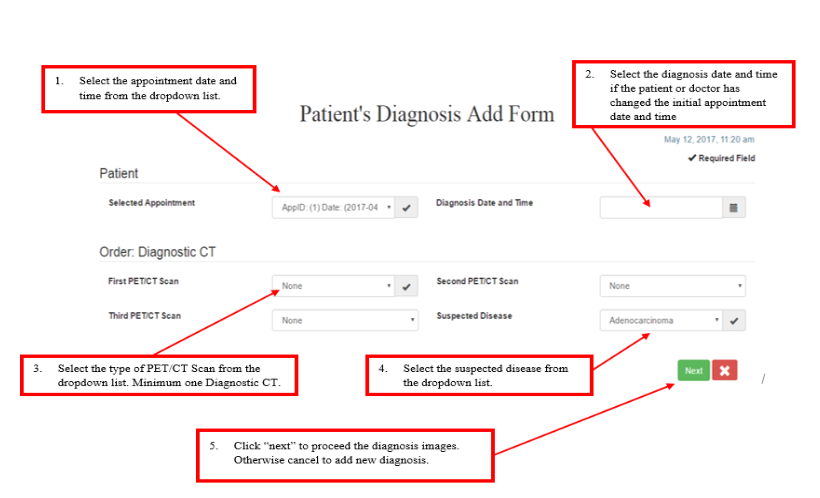 1. Select the appointment date and
time from the dropdown list.
2. Select the diagnosis date and time
if the patient or doctor has
changed the initial appointment
date and time
Patient's Diagnosis Add Form
May 12, 2017, 11:20 am
✔ Required Field
Patient
Selected Appointment
AppID: (1) Date: (2017-04
Diagnosis Date and Time
Order: Diagnostic CT
First PET/CT Scan
None
Second PET/CT Scan
None
Third PET/CT Scan
None
Suspected Disease
Adenocarcinoma
3. Select the type of PET/CT Scan from the
dropdown list. Minimum one Diagnostic CT.
4. Select the suspected disease from
the dropdown list.
Next
/
5. Click “next” to proceed the diagnosis images.
Otherwise cancel to add new diagnosis.